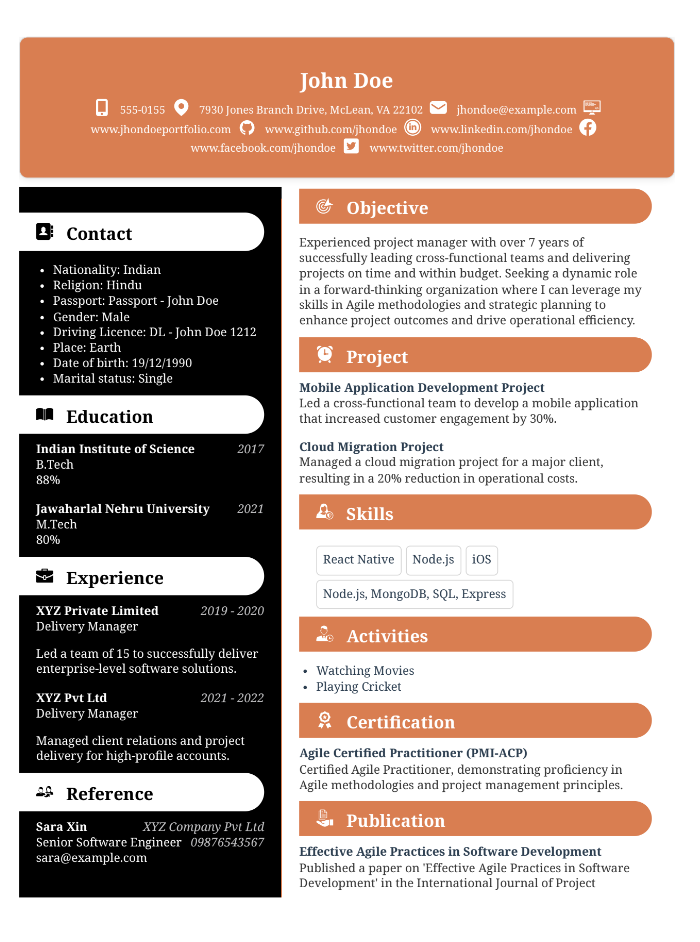 John Doe
555-0155 7930 Jones Branch Drive, McLean, VA 22102 jhondoe@example.com
www.jhondoeportfolio.com www.github.com/jhondoe www.linkedin.com/jhondoe
www.facebook.com/jhondoe www.twitter.com/jhondoe
Contact
• Nationality: Indian
• Religion: Hindu
• Passport: Passport - John Doe
• Gender: Male
• Driving Licence: DL - John Doe 1212
• Place: Earth
• Date of birth: 19/12/1990
• Marital status: Single
Education
Indian Institute of Science 2017
B.Tech
88%
Jawaharlal Nehru University 2021
M.Tech
80%
Experience
XYZ Private Limited 2019 - 2020
Delivery Manager
Led a team of 15 to successfully deliver
enterprise-level software solutions.
XYZ Pvt Ltd 2021 - 2022
Delivery Manager
Managed client relations and project
delivery for high-profile accounts.
Reference
Sara Xin XYZ Company Pvt Ltd
Senior Software Engineer 09876543567
sara@example.com
Objective
Experienced project manager with over 7 years of
successfully leading cross-functional teams and delivering
projects on time and within budget. Seeking a dynamic role
in a forward-thinking organization where I can leverage my
skills in Agile methodologies and strategic planning to
enhance project outcomes and drive operational efficiency.
Project
Mobile Application Development Project
Led a cross-functional team to develop a mobile application
that increased customer engagement by 30%.
Cloud Migration Project
Managed a cloud migration project for a major client,
resulting in a 20% reduction in operational costs.
Skills
React Native Node.js iOS
Node.js, MongoDB, SQL, Express
Activities
• Watching Movies
• Playing Cricket
Certification
Agile Certified Practitioner (PMI-ACP)
Certified Agile Practitioner, demonstrating proficiency in
Agile methodologies and project management principles.
Publication
Effective Agile Practices in Software Development
Published a paper on 'Effective Agile Practices in Software
Development' in the International Journal of Project